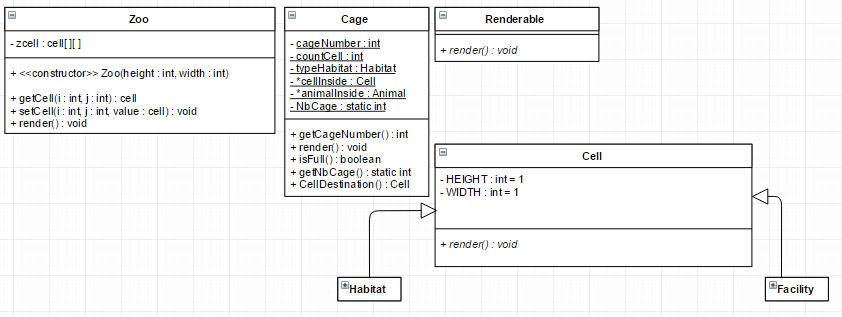 Zoo
- zcell : cell[ ][ ]
+ <<constructor>> Zoo(height : int, width : int)
+ getCell(i : int, j : int) : cell
+ setCell(i : int, j : int, value : cell) : void
+ render() : void
Cage
- cageNumber : int
- countCell : int
- typeHabitat : Habitat
- *cellInside : Cell
- *animalInside : Animal
- NbCage : static int
+ getCageNumber() : int
+ render() : void
+ isFull() : boolean
+ getNbCage() : static int
+ CellDestination() : Cell
Renderable
+ render() : void
Cell
- HEIGHT : int = 1
- WIDTH : int = 1
+ render() : void
Habitat
Facility